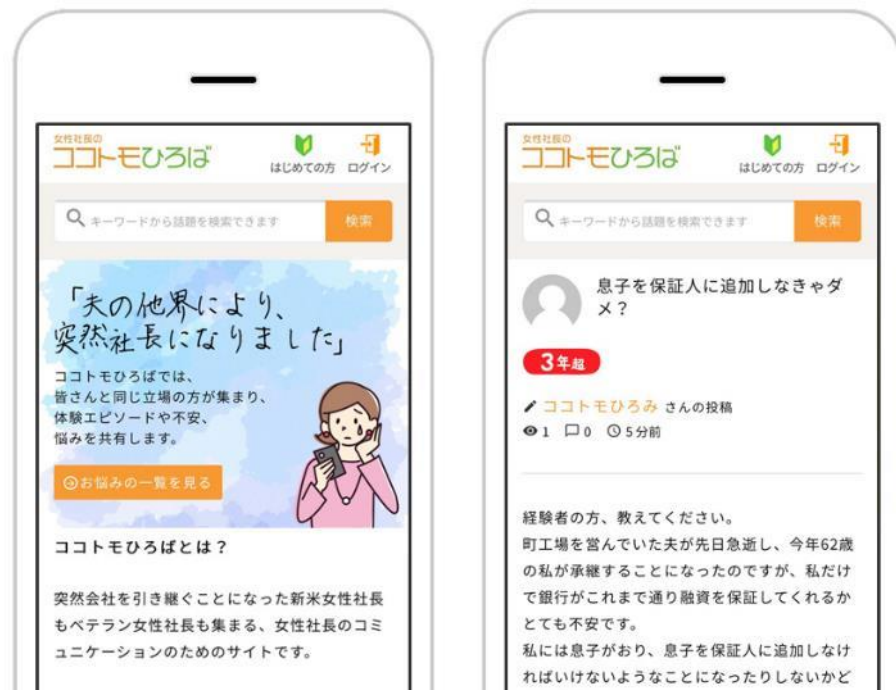 女性社長の
ココトモひろば
はじめての方
ログイン
キーワードから話題を検索できます
検索
「夫の他界により、
突然社長になりました」
ココトモひろばでは、
皆さんと同じ立場の方が集まり、
体験エピソードや不安、
悩みを共有します。
お悩みの一覧を見る
ココトモひろばとは?
突然会社を引き継ぐことになった新米女性社長
もベテラン女性社長も集まる、女性社長のコミ
ュニケーションのためのサイトです。
女性社長の
ココトモひろば
はじめての方
ログイン
キーワードから話題を検索できます
検索
息子を保証人に追加しなきゃダ
メ?
3年超
ココトモひろみ さんの投稿
1 0 5分前
経験者の方、教えてください。
町工場を営んでいた夫が先日急逝し、今年62歳
の私が承継することになったのですが、私だけ
で銀行がこれまで通り融資を保証してくれるか
とても不安です。
私には息子がおり、息子を保証人に追加しなけ
ればいけないようなことになったりしないかど